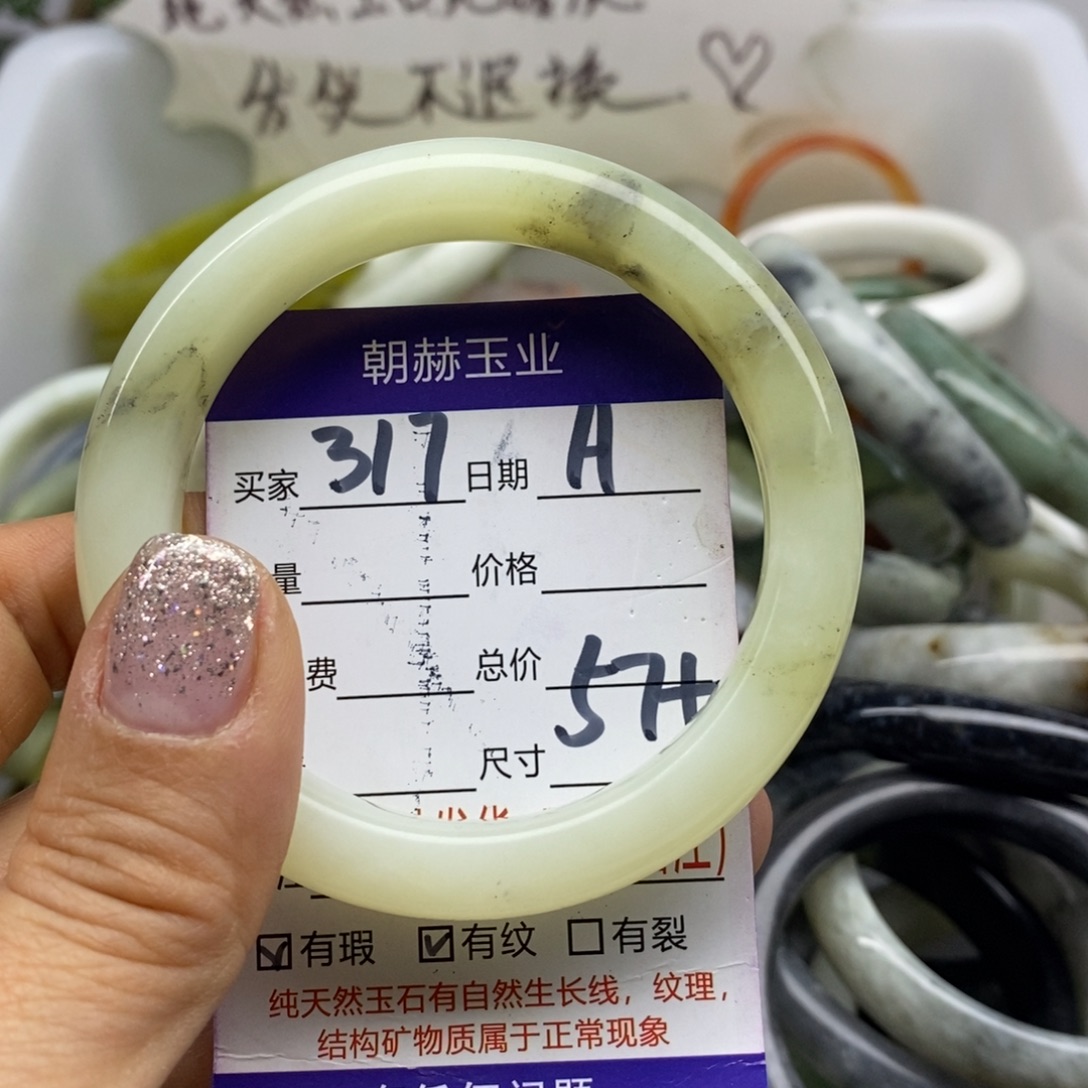 售出不退换
朝赫玉业
买家 317 日期 A
量 价格
费 总价 57H
尺寸
有瑕 有纹 有裂
纯天然玉石有自然生长线，纹理，
结构矿物质属于正常现象